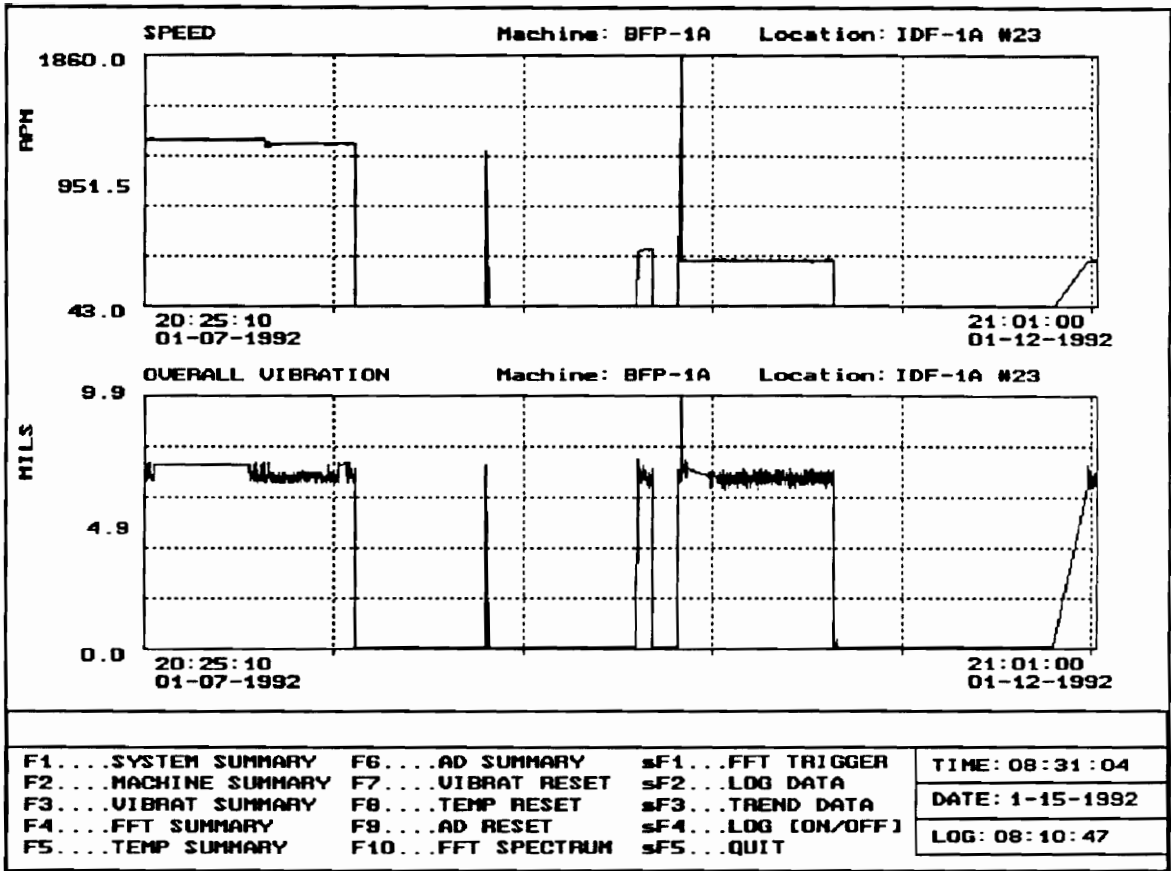 SPEED Machine: BFP-1A Location: IDF-1A #23
1860.0
RPM
951.5
43.0
20:25:10 21:01:00
01-07-1992 01-12-1992
OVERALL VIBRATION Machine: BFP-1A Location: IDF-1A #23
9.9
MILS
4.9
0.0
20:25:10 21:01:00
01-07-1992 01-12-1992
F1....SYSTEM SUMMARY F6....AD SUMMARY sF1...FFT TRIGGER TIME: 08:31:04
F2....MACHINE SUMMARY F7....VIBRAT RESET sF2...LOG DATA
F3....VIBRAT SUMMARY F8....TEMP RESET sF3...TREND DATA DATE: 1-15-1992
F4....FFT SUMMARY F9....AD RESET sF4...LOG [ON/OFF]
F5....TEMP SUMMARY F10...FFT SPECTRUM sF5...QUIT LOG: 08:10:47